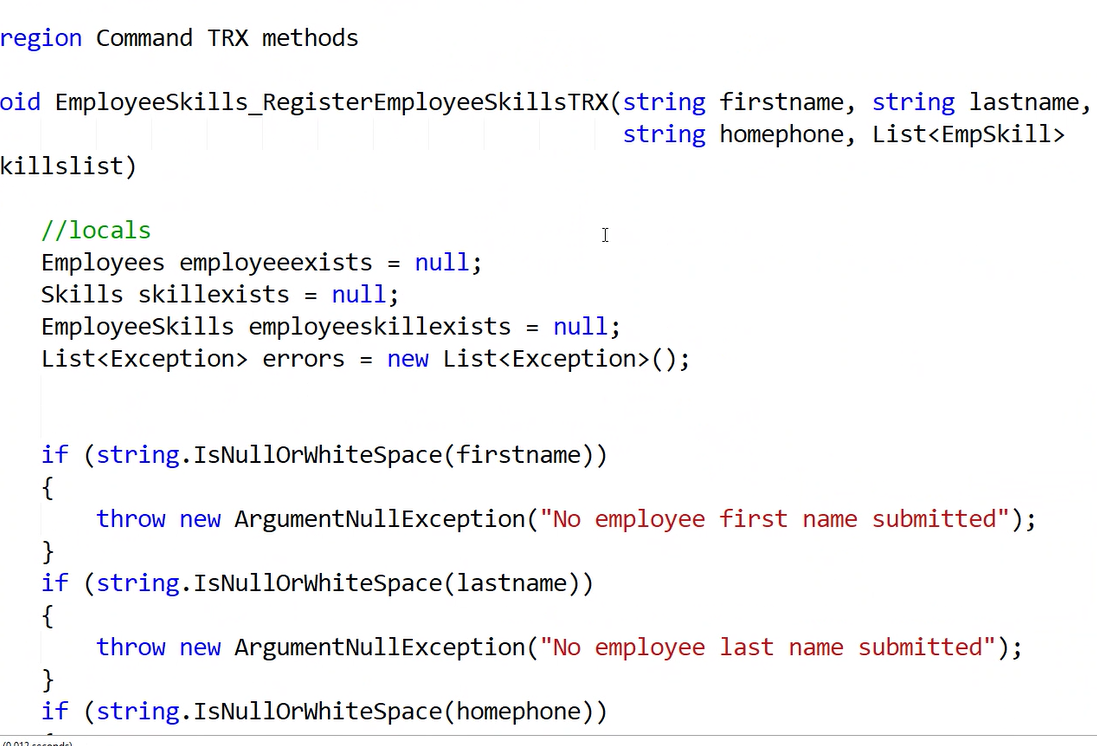 region Command TRX methods
oid EmployeeSkills_RegisterEmployeeSkillsTRX(string firstname, string lastname,
string homephone, List<EmpSkill>
killslist)
//locals
Employees employeeexists = null;
Skills skillexists = null;
EmployeeSkills employeeskillexists = null;
List<Exception> errors = new List<Exception>();
if (string.IsNullOrWhiteSpace(firstname))
{
throw new ArgumentNullException("No employee first name submitted");
}
if (string.IsNullOrWhiteSpace(lastname))
{
throw new ArgumentNullException("No employee last name submitted");
}
if (string.IsNullOrWhiteSpace(homephone))